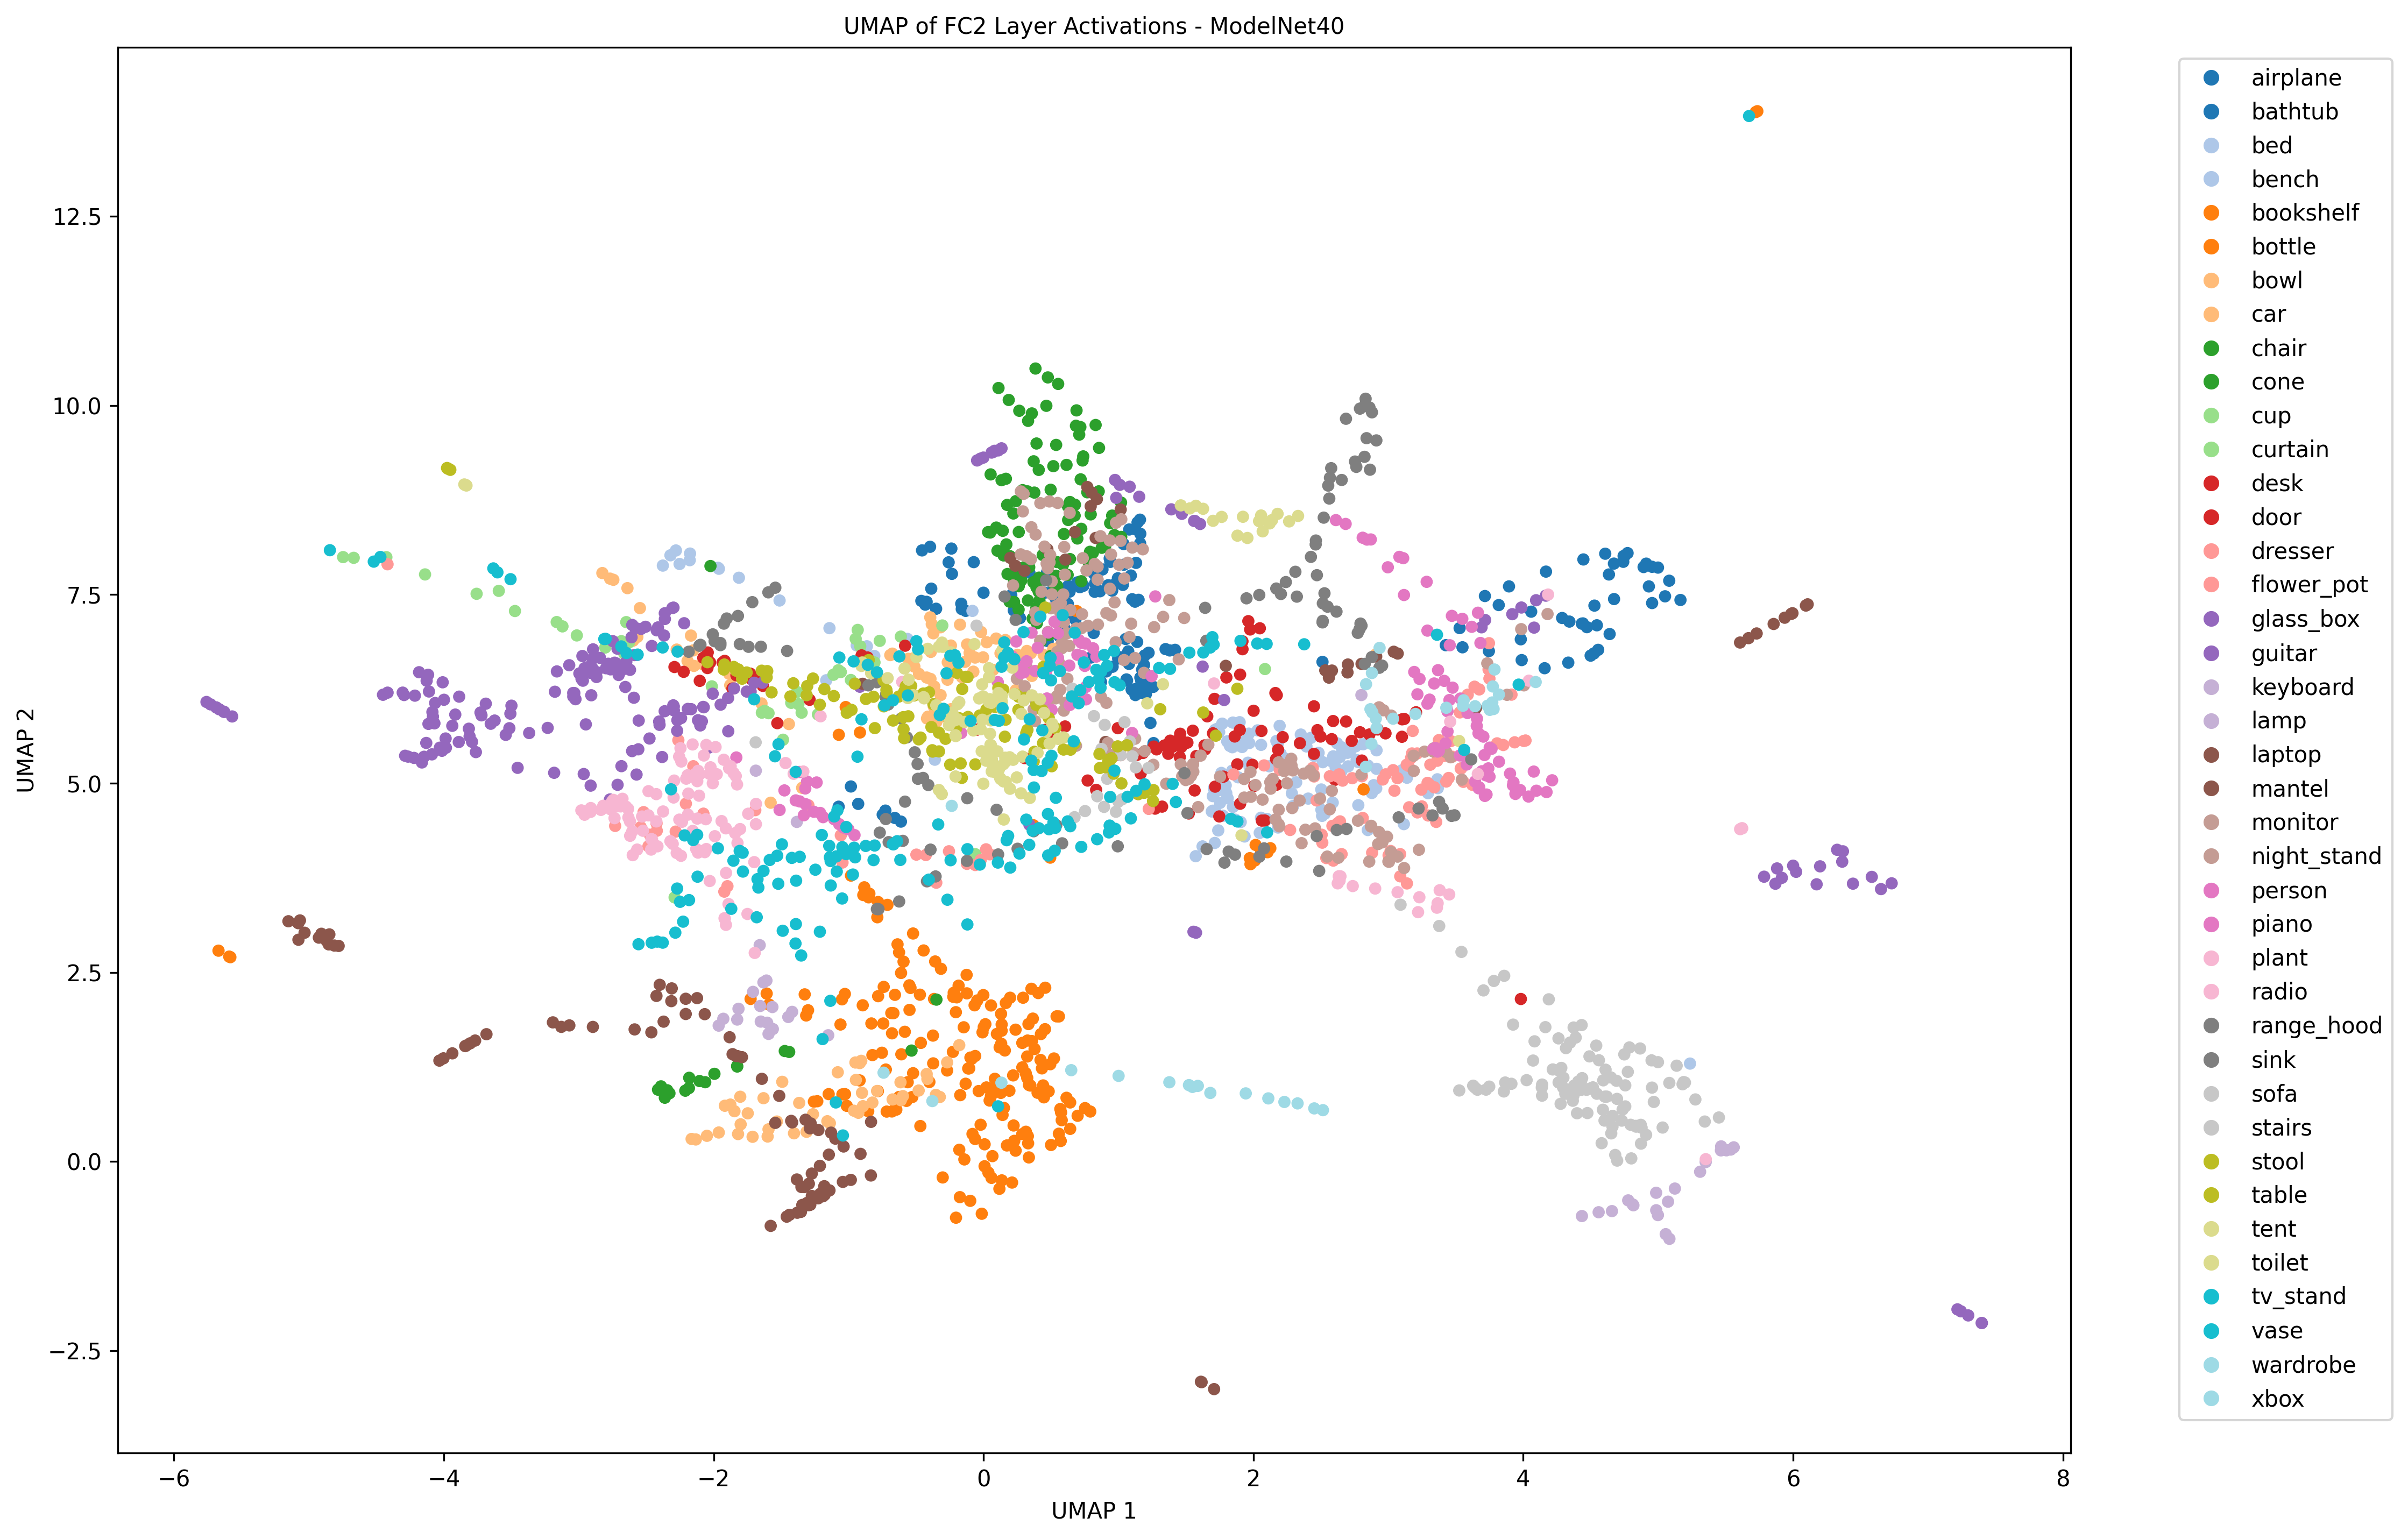 UMAP of FC2 Layer Activations - ModelNet40
UMAP 2
12.5
10.0
7.5
5.0
2.5
0.0
−2.5
−6
−4
−2
0
2
4
6
8
UMAP 1
airplane
bathtub
bed
bench
bookshelf
bottle
bowl
car
chair
cone
cup
curtain
desk
door
dresser
flower_pot
glass_box
guitar
keyboard
lamp
laptop
mantel
monitor
night_stand
person
piano
plant
radio
range_hood
sink
sofa
stairs
stool
table
tent
toilet
tv_stand
vase
wardrobe
xbox